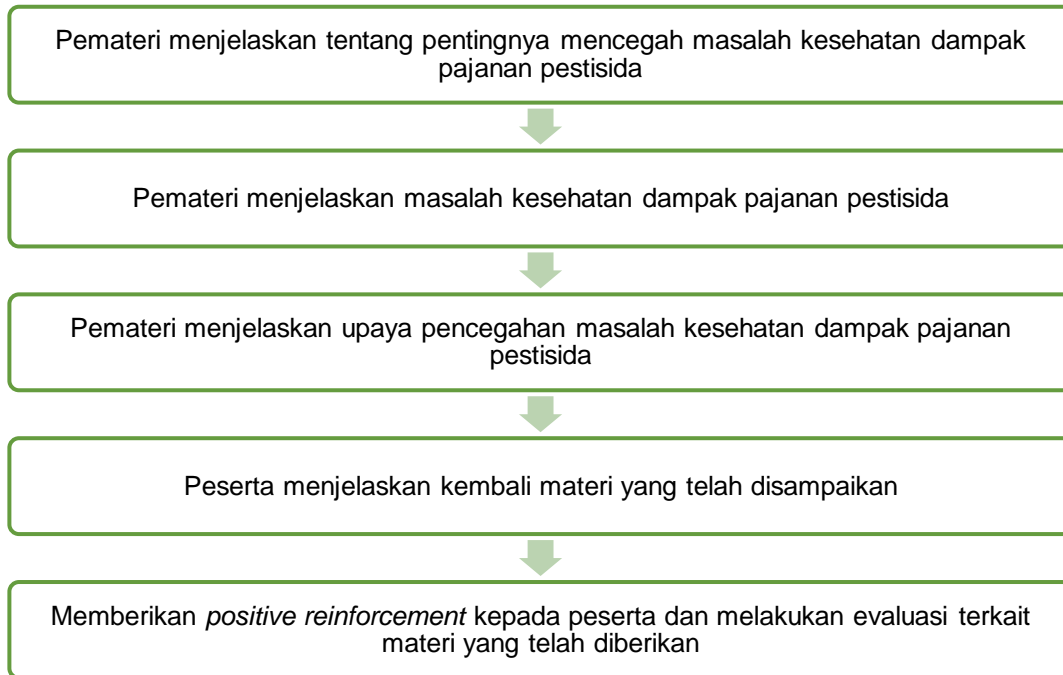 Pemateri menjelaskan tentang pentingnya mencegah masalah kesehatan dampak
pajanan pestisida
Pemateri menjelaskan masalah kesehatan dampak pajanan pestisida
Pemateri menjelaskan upaya pencegahan masalah kesehatan dampak pajanan
pestisida
Peserta menjelaskan kembali materi yang telah disampaikan
Memberikan positive reinforcement kepada peserta dan melakukan evaluasi terkait
materi yang telah diberikan